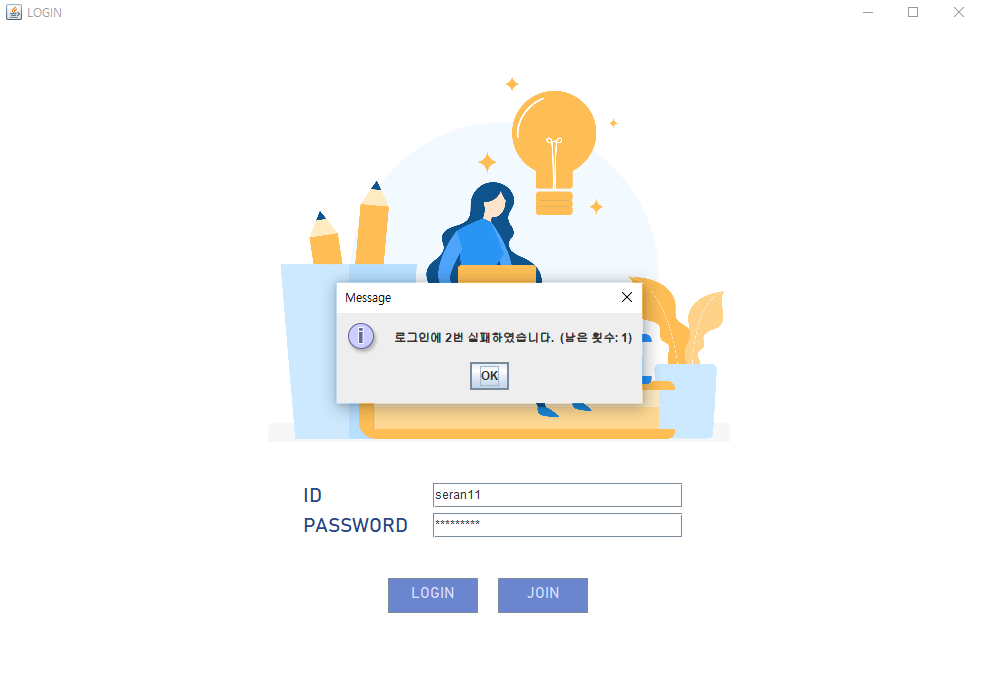 LOGIN
Message
로그인에 2번 실패하였습니다. (남은 횟수: 1)
OK
ID
seran11
PASSWORD
*********
LOGIN
JOIN